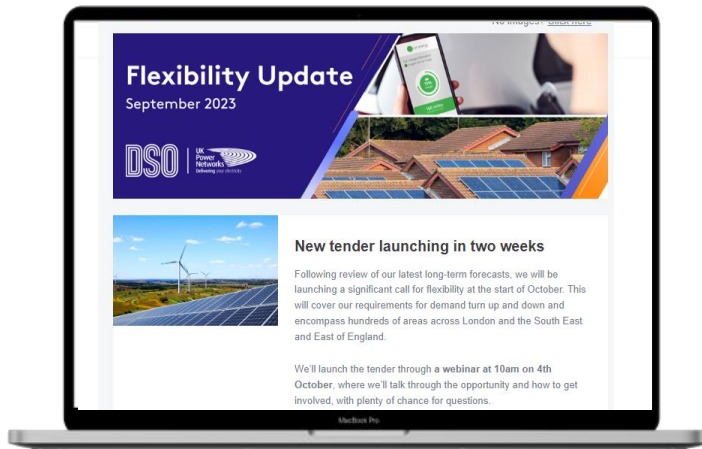 No images? Click here
Flexibility Update
September 2023
DSO
UK
Power
Networks
Delivering your electricity
New tender launching in two weeks
Following review of our latest long-term forecasts, we will be
launching a significant call for flexibility at the start of October. This
will cover our requirements for demand turn up and down and
encompass hundreds of areas across London and the South East
and East of England.
We'll launch the tender through a webinar at 10am on 4th
October, where we'll talk through the opportunity and how to get
involved, with plenty of chance for questions.
MacBook Pro